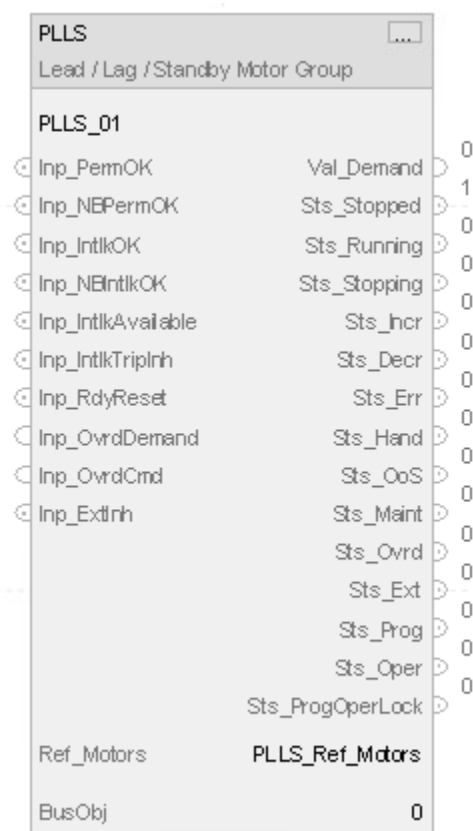 PLLS ...
Lead / Lag / Standby Motor Group
PLLS_01
Inp_PermOK Val_Demand 0
Inp_NBPermOK Sts_Stopped 1
Inp_IntlkOK Sts_Running 0
Inp_NBIntlkOK Sts_Stopping 0
Inp_IntlkAvailable Sts_Incr 0
Inp_IntlkTripInh Sts_Decr 0
Inp_RdyReset Sts_Err 0
Inp_OvrdDemand Sts_Hand 0
Inp_OvrdCmd Sts_OoS 0
Inp_ExtInh Sts_Maint 0
Sts_Ovrd 0
Sts_Ext 0
Sts_Prog 0
Sts_Oper 0
Sts_ProgOperLock 0
Ref_Motors PLLS_Ref_Motors
BusObj 0